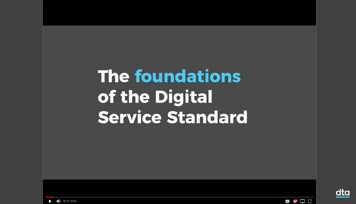 The foundations
of the Digital
Service Standard
dta